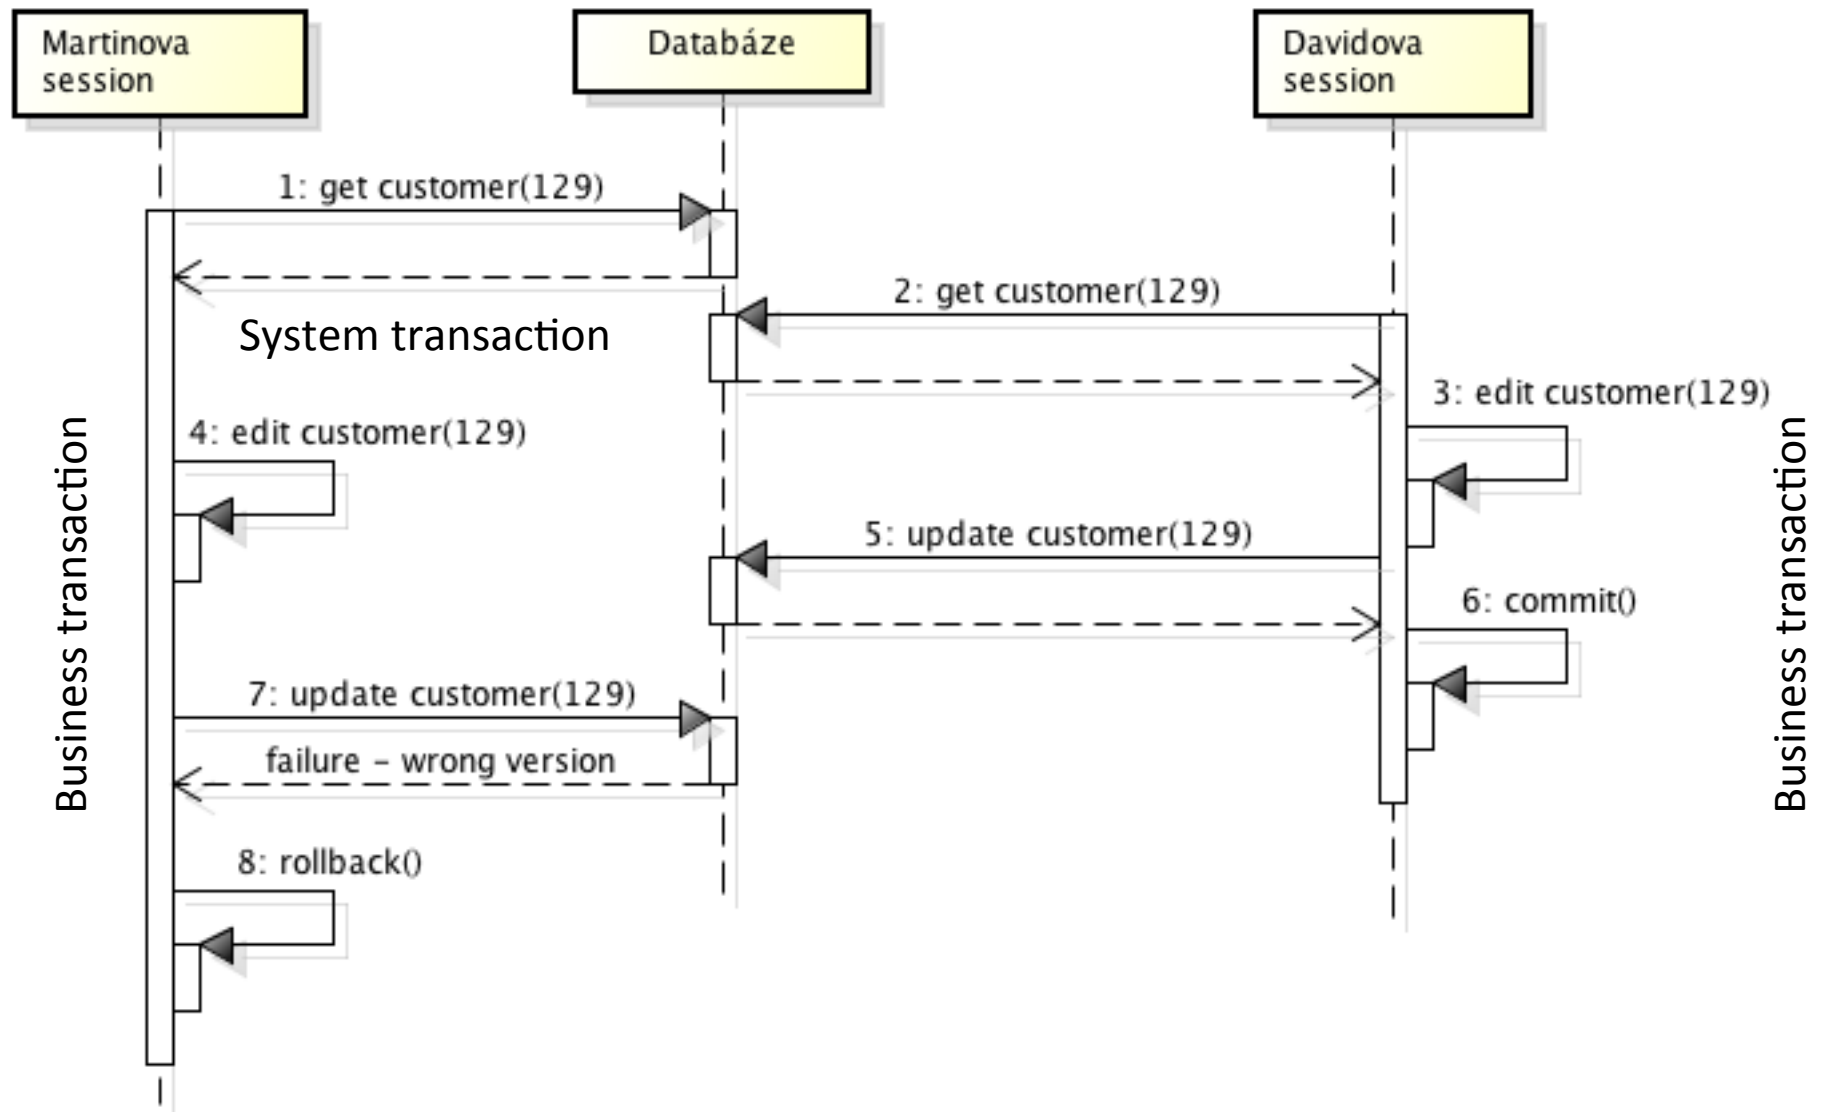 Martinova
session
Databáze
Davidova
session
1: get customer(129)
2: get customer(129)
System transaction
3: edit customer(129)
4: edit customer(129)
Business transaction
Business transaction
5: update customer(129)
6: commit()
7: update customer(129)
failure - wrong version
8: rollback()